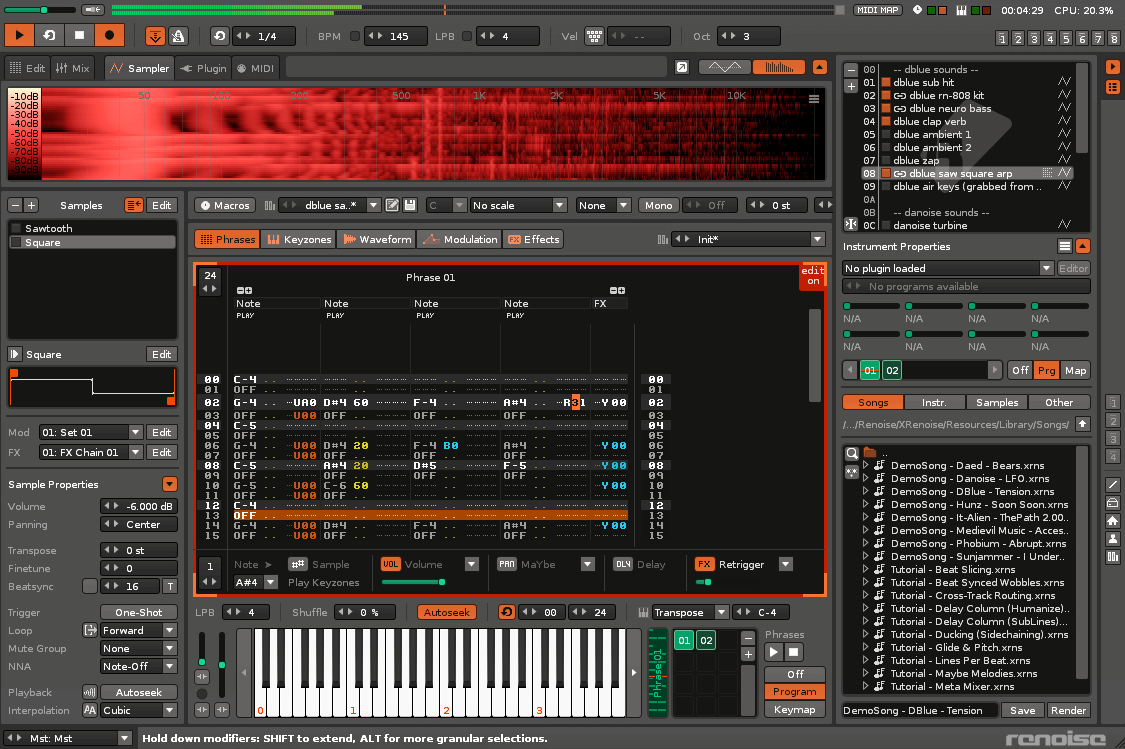 MIDI MAP 00:04:29 CPU: 20.3%
1/4 BPM 145 LPB 4 Vel -- Oct 3 1 2 3 4 5 6 7 8
Edit Mix Sampler Plugin MIDI
-10dB
-20dB
-30dB
-40dB
-50dB
-60dB
-70dB
-80dB
50 100 200 500 1K 2K 5K 10K
00 -- dblue sounds --
01 dblue sub hit
02 dblue rn-808 kit
03 dblue neuro bass
04 dblue clap verb
05 dblue ambient 1
06 dblue ambient 2
07 dblue zap
08 dblue saw square arp
09 dblue air keys (grabbed from ..
0A
0B -- danoise sounds --
0C danoise turbine
Samples Edit
Sawtooth
Square
Square Edit
Mod 01: Set 01 Edit
FX 01: FX Chain 01 Edit
Sample Properties
Volume -6.000 dB
Panning Center
Transpose 0 st
Finetune 0
Beatsync 16 T
Trigger One-Shot
Loop Forward
Mute Group None
NNA Note-Off
Playback Autoseek
Interpolation AA Cubic
Macros dblue sa..* C No scale None Mono Off 0 st
Phrases Keyzones Waveform Modulation FX Effects Init*
24 Phrase 01 edit on
Note Note Note Note FX
PLAY PLAY PLAY PLAY
00 C-4 00
01 OFF 01
02 G-4 UA0 D#4 60 F-4 A#4 R31 -Y00 02
03 OFF U00 OFF OFF OFF 03
04 C-5 04
05 OFF 05
06 G-4 U00 D#4 20 F-4 B0 A#4 Y00 06
07 OFF U00 OFF OFF OFF 07
08 C-5 A#4 20 D#5 F-5 Y00 08
09 OFF OFF OFF OFF 09
10 G-5 U00 C-6 60 Y00 10
11 OFF U00 OFF 11
12 C-4 12
13 OFF 13
14 G-4 U00 D#4 F-4 A#4 Y00 14
15 OFF U00 OFF OFF OFF 15
1 Note Sample VOL Volume PAN MaYbe DLY Delay FX Retrigger
A#4 Play Keyzones
LPB 4 Shuffle 0 % Autoseek 00 24 Transpose C-4
0 1 2 3
Phrase 01
01 02
Phrases
Off
Program
Keymap
Instrument Properties
No plugin loaded Editor
No programs available
N/A N/A N/A N/A
N/A N/A N/A N/A
01 02 Off Prg Map
Songs Instr. Samples Other
/.../Renoise/XRenoise/Resources/Library/Songs/
..
DemoSong - Daed - Bears.xrns
DemoSong - Danoise - LFO.xrns
DemoSong - DBlue - Tension.xrns
DemoSong - Hunz - Soon Soon.xrns
DemoSong - It-Alien - ThePath 2.00..
DemoSong - Medievil Music - Acces..
DemoSong - Phobium - Abrupt.xrns
DemoSong - Sunjammer - I Under..
Tutorial - Beat Slicing.xrns
Tutorial - Beat Synced Wobbles.xrns
Tutorial - Cross-Track Routing.xrns
Tutorial - Delay Column (Humanize)..
Tutorial - Delay Column (SubLines)...
Tutorial - Ducking (Sidechaining).xrns
Tutorial - Glide & Pitch.xrns
Tutorial - Lines Per Beat.xrns
Tutorial - Maybe Melodies.xrns
Tutorial - Meta Mixer.xrns
DemoSong - DBlue - Tension Save Render
1
2
3
4
Mst: Mst Hold down modifiers: SHIFT to extend, ALT for more granular selections. renoise